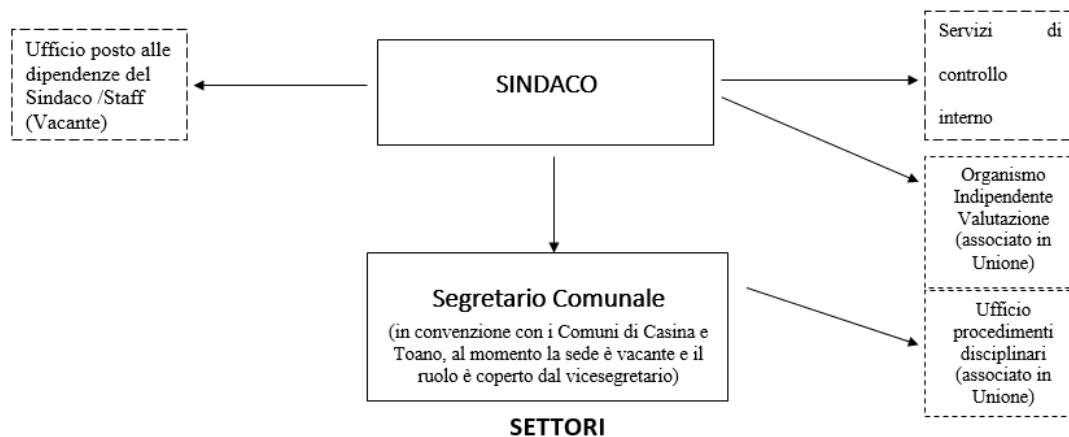 Ufficio posto alle
dipendenze del
Sindaco /Staff
(Vacante)
SINDACO
Servizi di
controllo
interno
Organismo
Indipendente
Valutazione
(associato in
Unione)
Segretario Comunale
(in convenzione con i Comuni di Casina e
Toano, al momento la sede è vacante e il
ruolo è coperto dal vicesegretario)
Ufficio
procedimenti
disciplinari
(associato in
Unione)
SETTORI